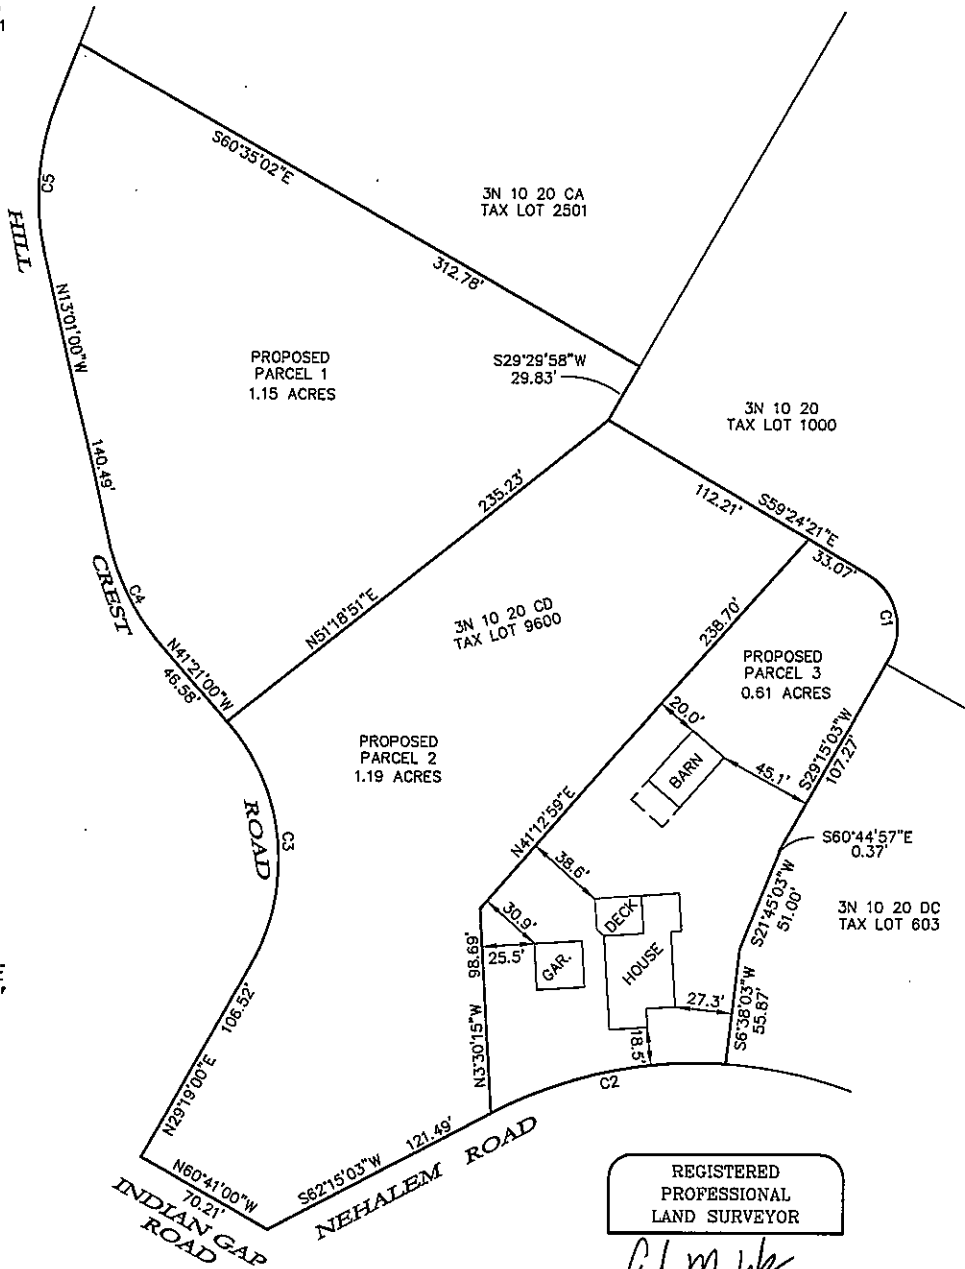 S60°35'02"E
312.78'
3N 10 20 CA
TAX LOT 2501
C5
HILL
N13°01'00"W
140.49'
PROPOSED
PARCEL 1
1.15 ACRES
S29°29'58"W
29.83'
3N 10 20
TAX LOT 1000
112.21'
S59°24'21"E
33.07'
C1
235.23'
N51°18'51"E
CREST
C4
N41°21'00"W
46.58'
3N 10 20 CD
TAX LOT 9600
238.70'
N41°12'59"E
PROPOSED
PARCEL 3
0.61 ACRES
20.0'
BARN
45.1'
S29°15'03"W
107.27'
PROPOSED
PARCEL 2
1.19 ACRES
ROAD
C3
S60°44'57"E
0.37'
38.6'
30.9'
25.5'
DECK
GAR.
HOUSE
S21°45'03"W
51.00'
3N 10 20 DC
TAX LOT 603
98.69'
N3°30'15"W
27.3'
18.5'
S6°38'03"W
55.87'
C2
106.52'
N29°19'00"E
121.49'
S62°15'03"W
N60°41'00"W
70.21'
NEHALEM ROAD
INDIAN GAP
ROAD
REGISTERED
PROFESSIONAL
LAND SURVEYOR